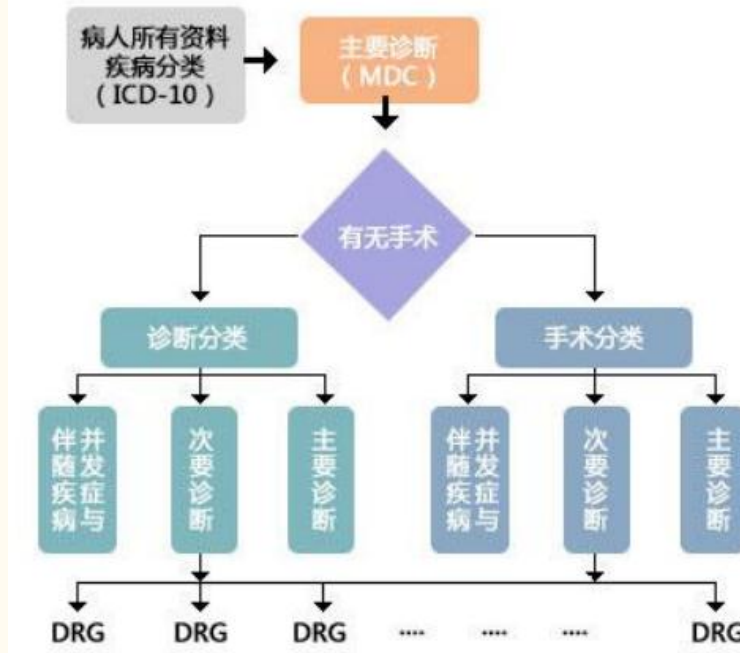 病人所有资料
疾病分类
（ICD-10）
主要诊断
（MDC）
有无手术
诊断分类
手术分类
并发症与
伴随疾病
次要诊断
主要诊断
并发症与
伴随疾病
次要诊断
主要诊断
DRG
DRG
DRG
....
....
....
DRG